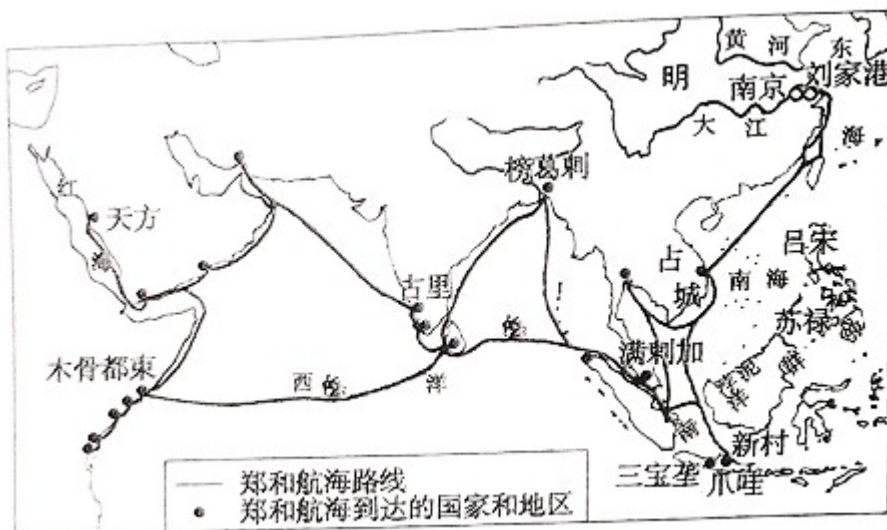 黄河
东
明
南京
刘家港
大江
海
红
天方
榜葛剌
吕宋
占城
南海
古里
苏禄
满剌加
木骨都東
西
洋
新村
三宝垄
爪哇
郑和航海路线
郑和航海到达的国家和地区